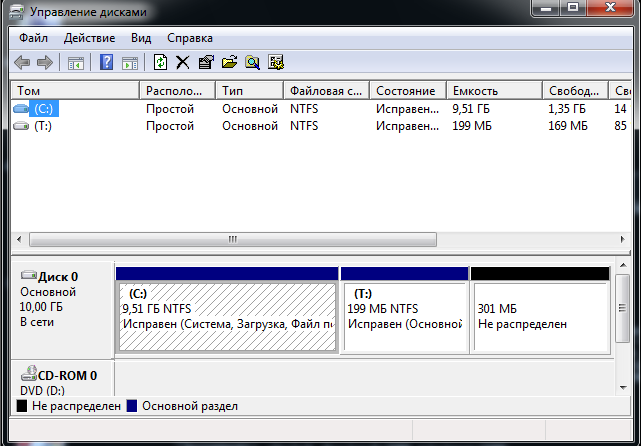 Управление дисками
Файл Действие Вид Справка
Том Располо... Тип Файловая с... Состояние Емкость Свобод... Сво
(C:) Простой Основной NTFS Исправен... 9,51 ГБ 1,35 ГБ 14
(T:) Простой Основной NTFS Исправен... 199 МБ 169 МБ 85
Диск 0
Основной
10,00 ГБ
В сети
(C:)
9,51 ГБ NTFS
Исправен (Система, Загрузка, Файл п
(T:)
199 МБ NTFS
Исправен (Основной
301 МБ
Не распределен
CD-ROM 0
DVD (D:)
Не распределен Основной раздел